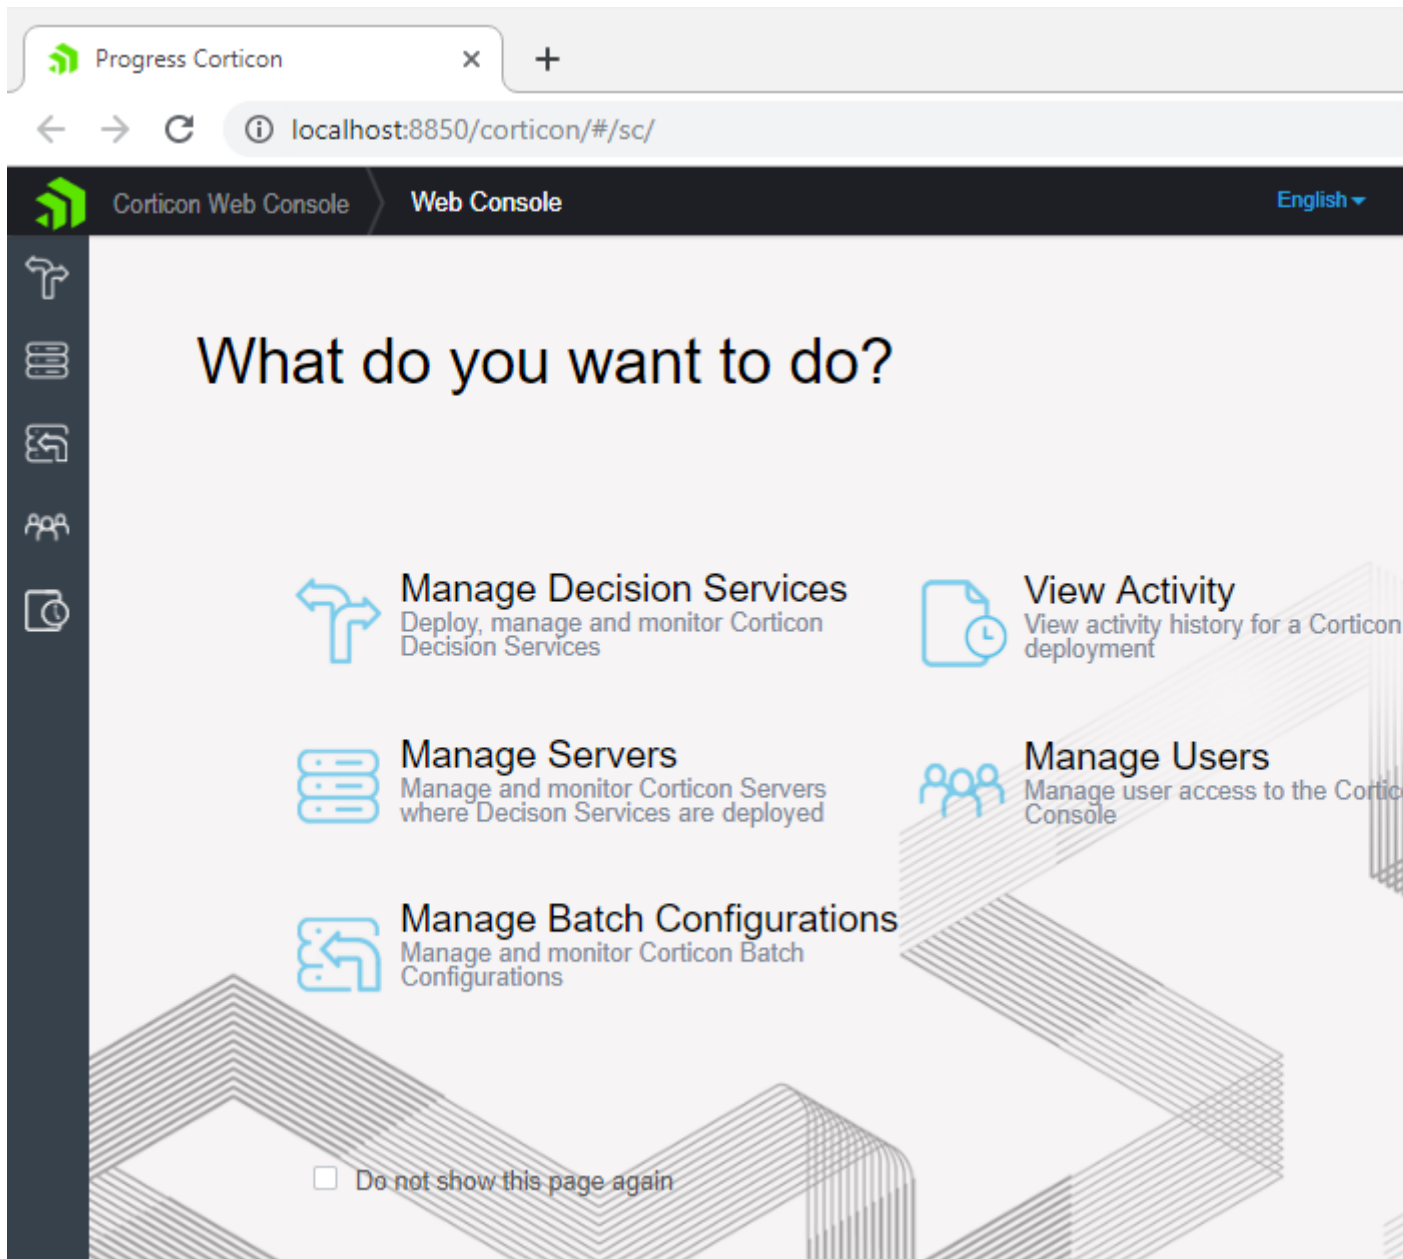 Progress Corticon
localhost:8850/corticon/#/sc/
Corticon Web Console
Web Console
English
What do you want to do?
Manage Decision Services
Deploy, manage and monitor Corticon
Decision Services
View Activity
View activity history for a Corticon
deployment
Manage Servers
Manage and monitor Corticon Servers
where Decison Services are deployed
Manage Users
Manage user access to the
Console
Manage Batch Configurations
Manage and monitor Corticon Batch
Configurations
Do not show this page again